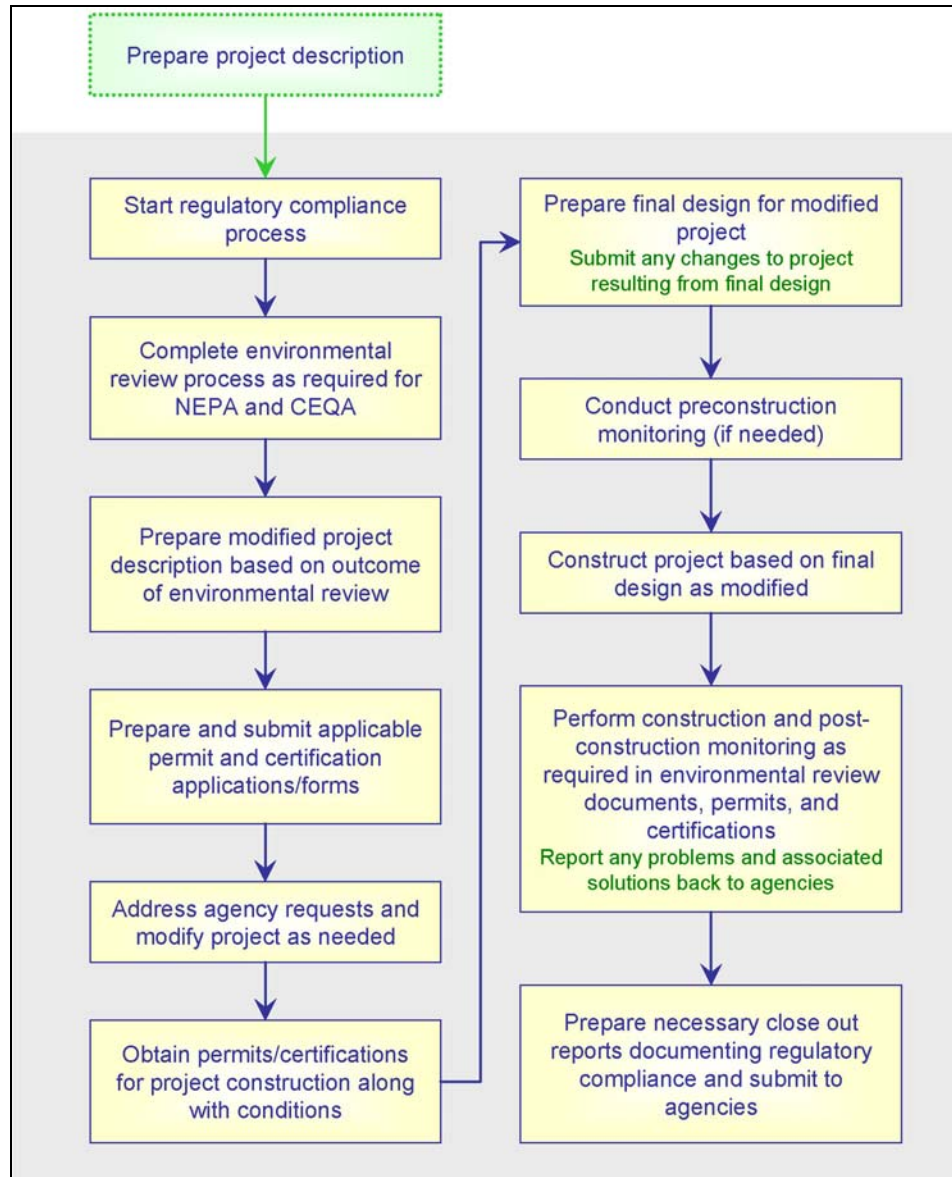 Prepare project description
Start regulatory compliance
process
Complete environmental
review process as required for
NEPA and CEQA
Prepare modified project
description based on outcome
of environmental review
Prepare and submit applicable
permit and certification
applications/forms
Address agency requests and
modify project as needed
Obtain permits/certifications
for project construction along
with conditions
Prepare final design for modified
project
Submit any changes to project
resulting from final design
Conduct preconstruction
monitoring (if needed)
Construct project based on final
design as modified
Perform construction and post-
construction monitoring as
required in environmental review
documents, permits, and
certifications
Report any problems and associated
solutions back to agencies
Prepare necessary close out
reports documenting regulatory
compliance and submit to
agencies